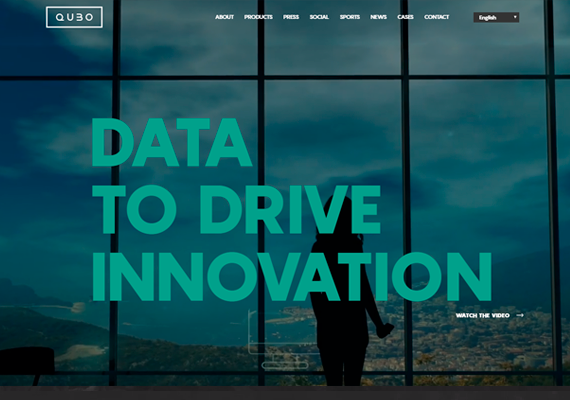 QUBO
ABOUT PRODUCTS PRESS SOCIAL SPORTS NEWS CASES CONTACT English
DATA
TO DRIVE
INNOVATION
WATCH THE VIDEO →